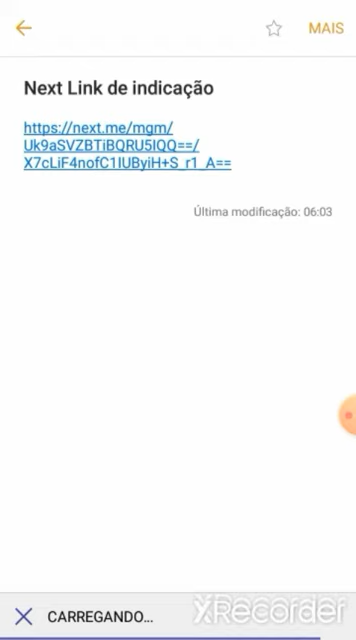 MAIS
Next Link de indicação
https://next.me/mgm/
Uk9aSVZBTiBQRU5IQQ==/
X7cLiF4nofC1IUByiH+S_r1_A==
Última modificação: 06:03
CARREGANDO...
XRecorder